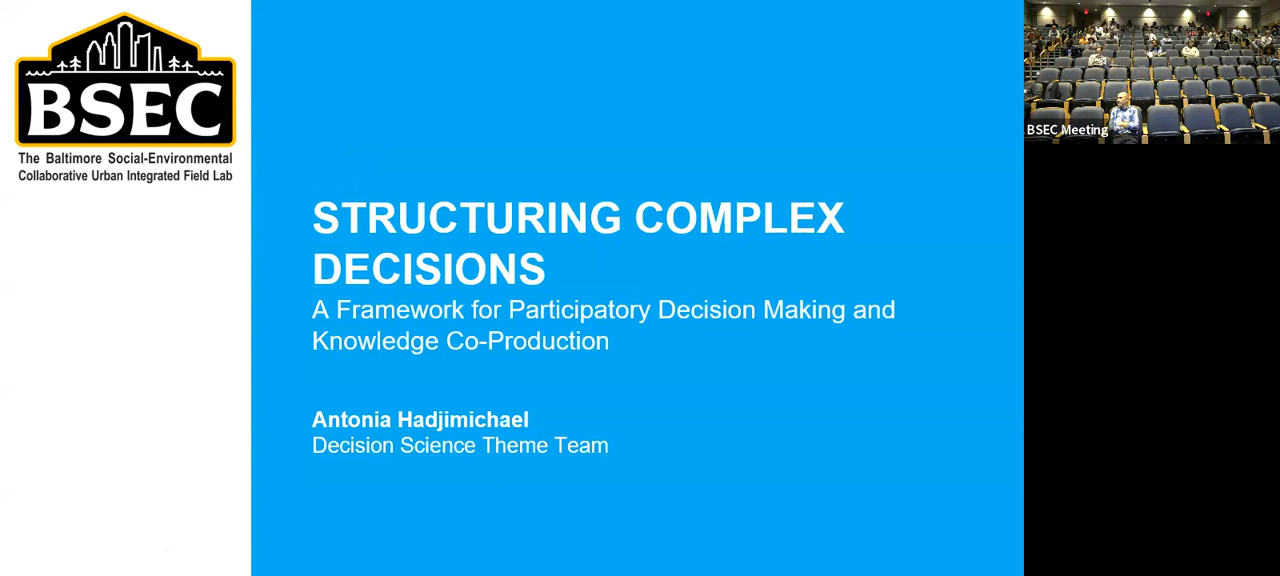 BSEC
The Baltimore Social-Environmental
Collaborative Urban Integrated Field Lab
STRUCTURING COMPLEX
DECISIONS
A Framework for Participatory Decision Making and
Knowledge Co-Production
Antonia Hadjimichael
Decision Science Theme Team
BSEC Meeting